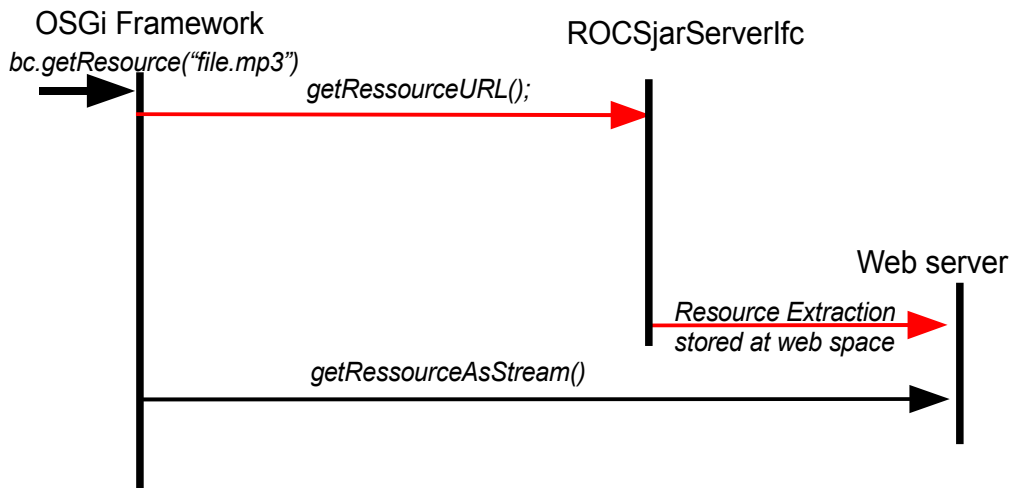 OSGi Framework
bc.getResource(“file.mp3”)
ROCSjarServerIfc
getRessourceURL();
Web server
Resource Extraction
stored at web space
getRessourceAsStream()